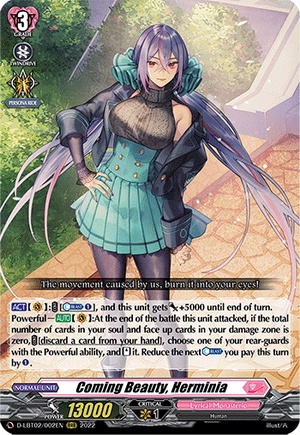 3
GRADE
TWINDRIVE
PERSONA RIDE
The movement caused by us, burn it into your eyes!
ACT[ ]:[ BLAST 1], and this unit gets +5000 until end of turn.
Powerful – AUTO[ ]:At the end of the battle this unit attacked, if the total
number of cards in your soul and face up cards in your damage zone is
zero, [discard a card from your hand], choose one of your rear-guards
with the Powerful ability, and [ ]. Reduce the next BLAST you pay this turn
by 1.
NORMAL UNIT
Coming Beauty, Herminia
Lyrical Monasterio
Human
POWER 13000 CRITICAL 1
D-LBT02/002EN RRR 2022
illust/A